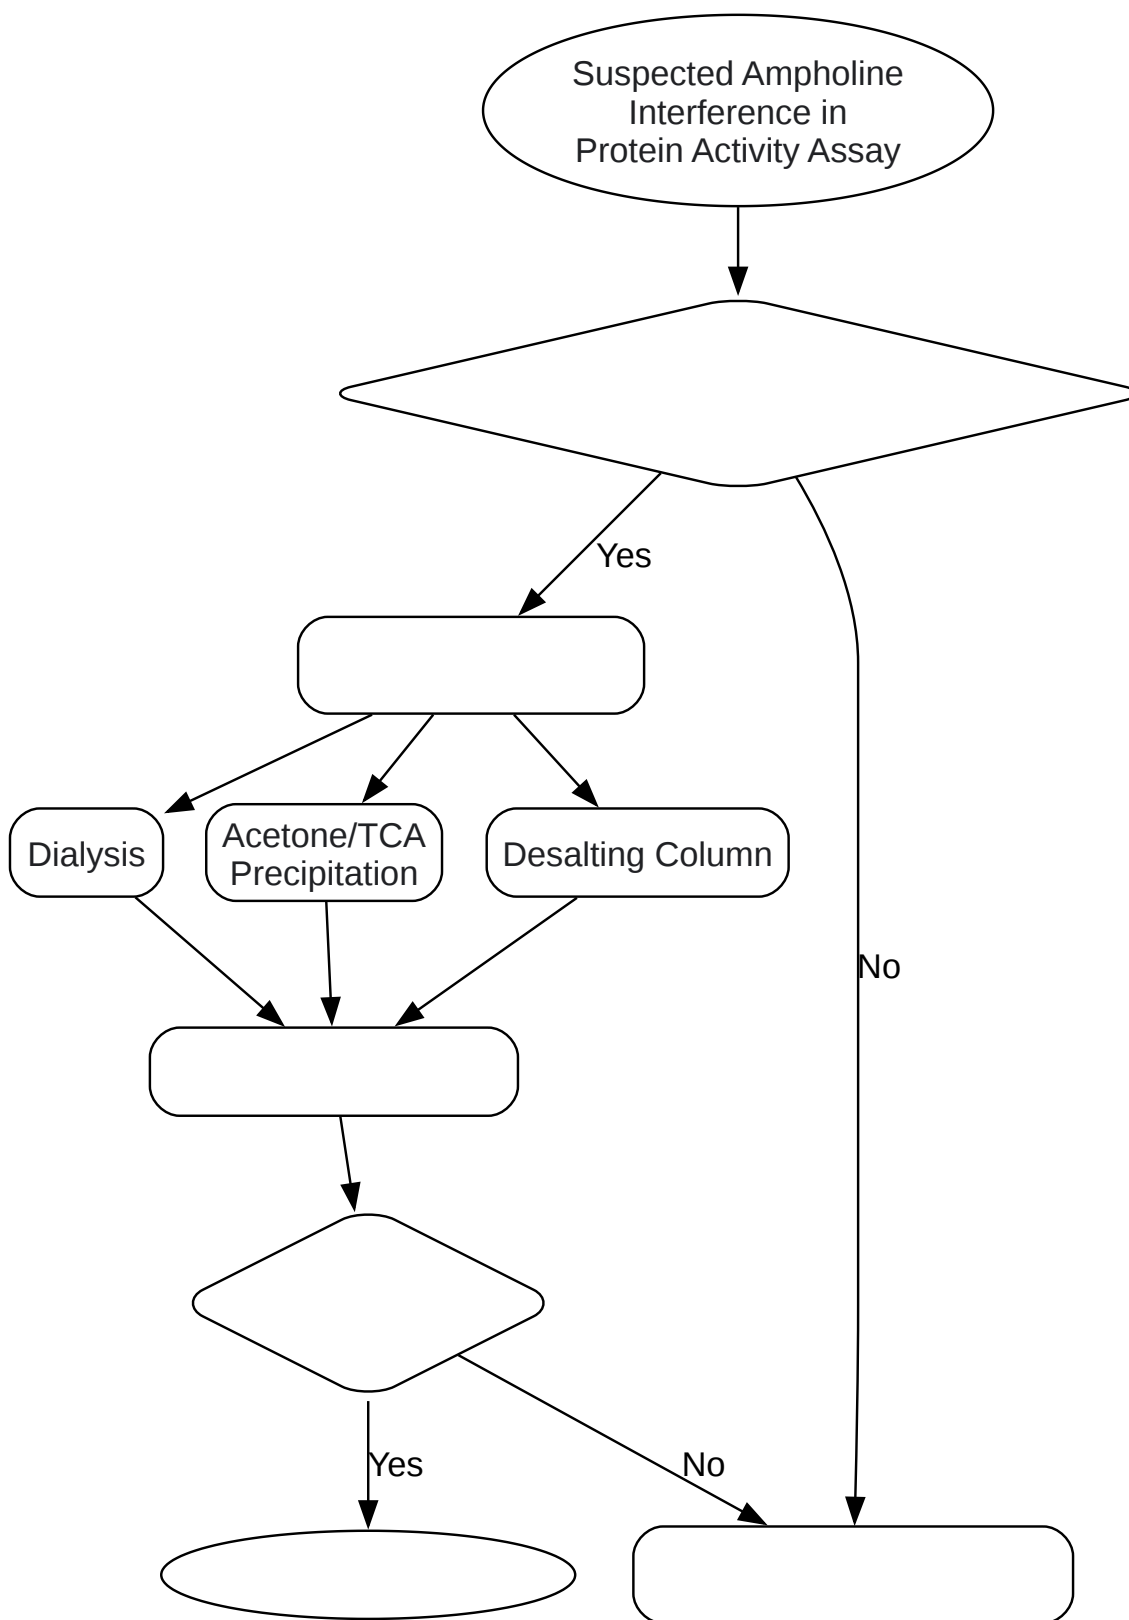 Suspected Ampholine
Interference in
Protein Activity Assay
Yes
Dialysis
Acetone/TCA
Precipitation
Desalting Column
No
Yes
No